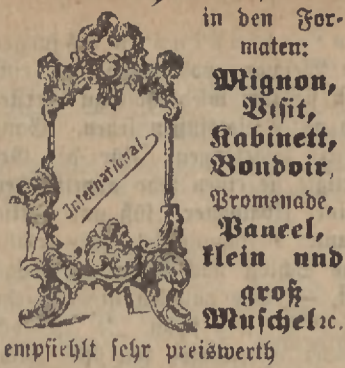 in den For-
maten:
Mignon,
Visit,
Kabinett,
Boudoir,
Promenade,
Paneel,
klein und
groß
Muschel ꝛc.
International
empfiehlt sehr preiswerth